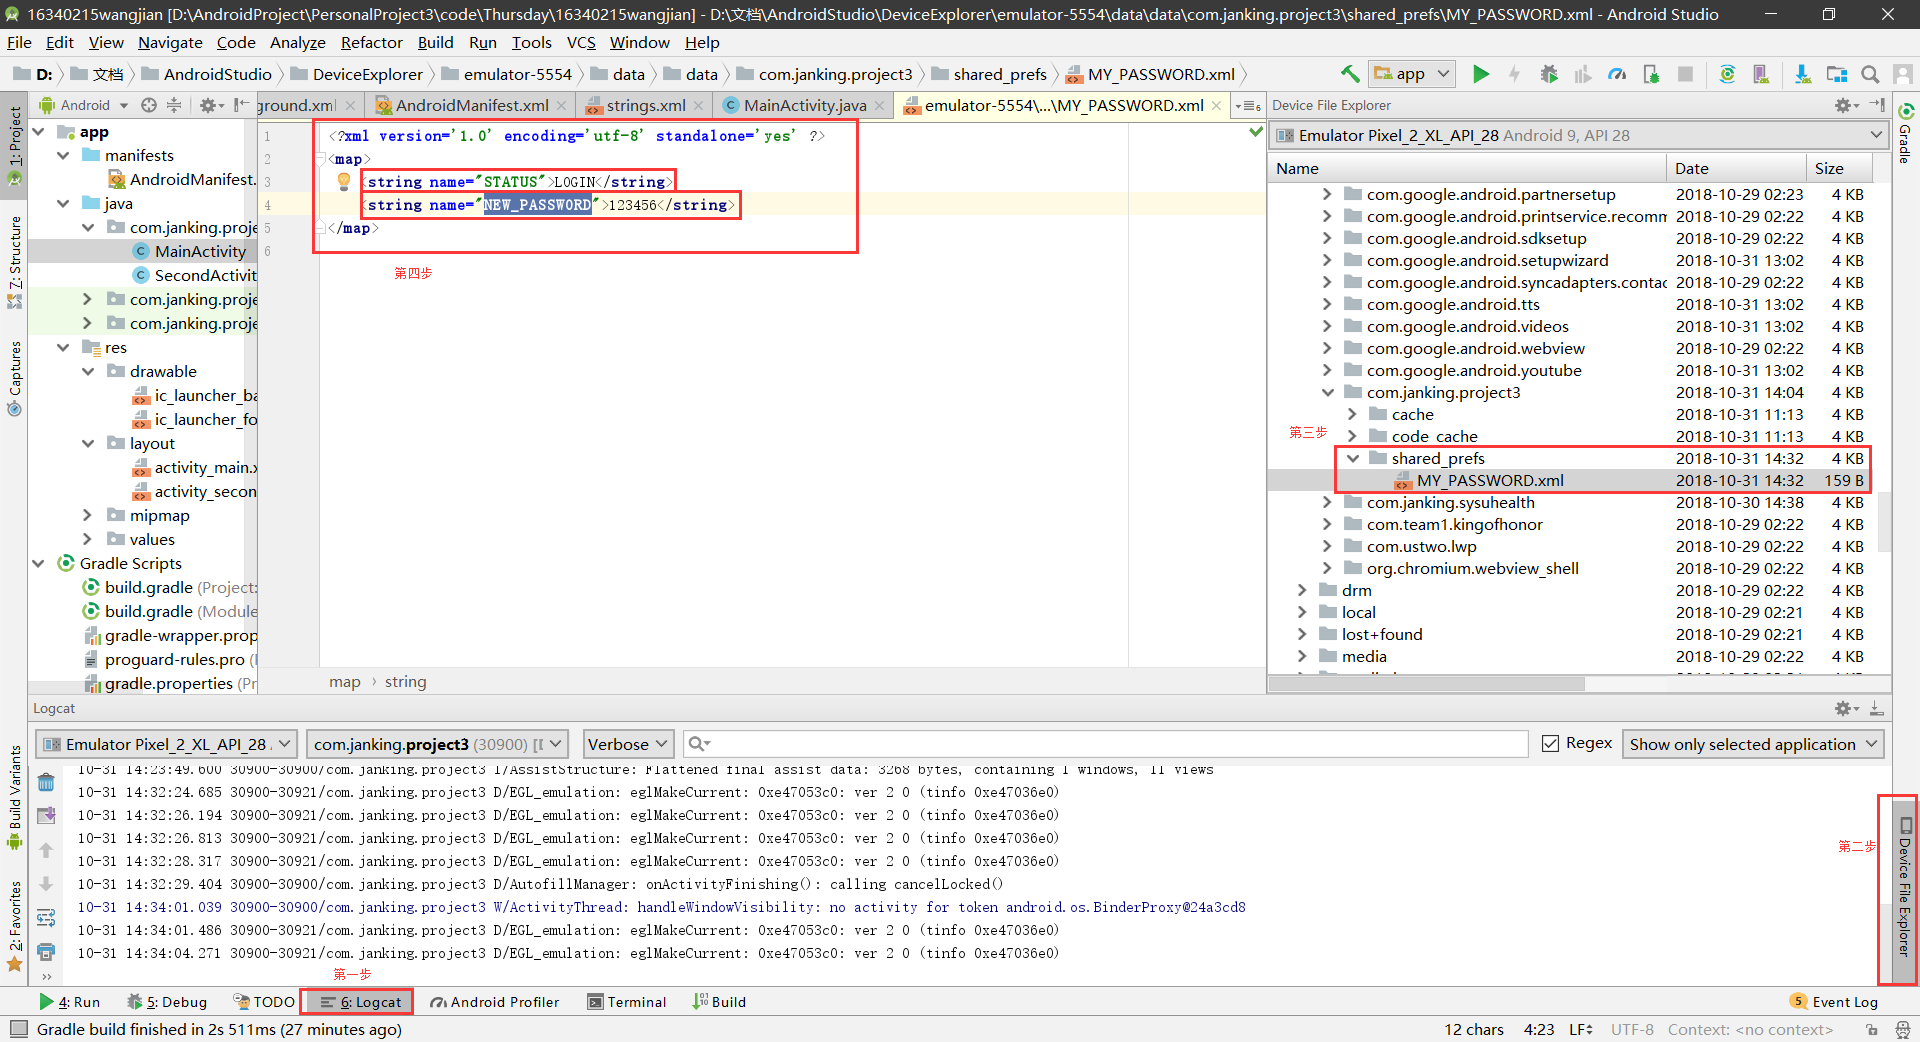 16340215wangjian [D:\AndroidProject\PersonalProject3\code\Thursday\16340215wangjian] - D:\文档\AndroidStudio\DeviceExplorer\emulator-5554\data\data\com.janking.project3\shared_prefs\MY_PASSWORD.xml - Android Studio
File Edit View Navigate Code Analyze Refactor Build Run Tools VCS Window Help
D: 文档 AndroidStudio DeviceExplorer emulator-5554 data data com.janking.project3 shared_prefs MY_PASSWORD.xml app
Android ground.xml AndroidManifest.xml strings.xml MainActivity.java emulator-5554\...\MY_PASSWORD.xml 6 Device File Explorer
1: Project
Z: Structure
Captures
Build Variants
2: Favorites
app
manifests
AndroidManifest.
java
com.janking.proje
MainActivity
SecondActivit
com.janking.proje
com.janking.proje
res
drawable
ic_launcher_ba
ic_launcher_fo
layout
activity_main.x
activity_secon
mipmap
values
Gradle Scripts
build.gradle (Project:
build.gradle (Module
gradle-wrapper.prop
proguard-rules.pro (
gradle.properties (Pr
1 <?xml version='1.0' encoding='utf-8' standalone='yes' ?>
2 <map>
3 <string name="STATUS">LOGIN</string>
4 <string name="NEW_PASSWORD">123456</string>
5 </map>
6
第四步
map › string
Emulator Pixel_2_XL_API_28 Android 9, API 28
Gradle
Name Date Size
com.google.android.partnersetup 2018-10-29 02:23 4 KB
com.google.android.printservice.recomm 2018-10-29 02:22 4 KB
com.google.android.sdksetup 2018-10-29 02:22 4 KB
com.google.android.setupwizard 2018-10-31 13:02 4 KB
com.google.android.syncadapters.contac 2018-10-29 02:22 4 KB
com.google.android.tts 2018-10-31 13:02 4 KB
com.google.android.videos 2018-10-31 13:02 4 KB
com.google.android.webview 2018-10-29 02:22 4 KB
com.google.android.youtube 2018-10-31 13:02 4 KB
com.janking.project3 2018-10-31 14:04 4 KB
cache 2018-10-31 11:13 4 KB
第三步
code_cache 2018-10-31 11:13 4 KB
shared_prefs 2018-10-31 14:32 4 KB
MY_PASSWORD.xml 2018-10-31 14:32 159 B
com.janking.sysuhealth 2018-10-30 14:38 4 KB
com.team1.kingofhonor 2018-10-29 02:22 4 KB
com.ustwo.lwp 2018-10-29 02:22 4 KB
org.chromium.webview_shell 2018-10-29 02:22 4 KB
drm 2018-10-29 02:22 4 KB
local 2018-10-29 02:21 4 KB
lost+found 2018-10-29 02:21 4 KB
media 2018-10-29 02:22 4 KB
Logcat
Emulator Pixel_2_XL_API_28 com.janking.project3 (30900) [ Verbose Regex Show only selected application
10-31 14:23:49.600 30900-30900/com.janking.project3 I/AssistStructure: Flattened final assist data: 3268 bytes, containing 1 windows, 11 views
10-31 14:32:24.685 30900-30921/com.janking.project3 D/EGL_emulation: eglMakeCurrent: 0xe47053c0: ver 2 0 (tinfo 0xe47036e0)
10-31 14:32:26.194 30900-30921/com.janking.project3 D/EGL_emulation: eglMakeCurrent: 0xe47053c0: ver 2 0 (tinfo 0xe47036e0)
10-31 14:32:26.813 30900-30921/com.janking.project3 D/EGL_emulation: eglMakeCurrent: 0xe47053c0: ver 2 0 (tinfo 0xe47036e0)
10-31 14:32:28.317 30900-30921/com.janking.project3 D/EGL_emulation: eglMakeCurrent: 0xe47053c0: ver 2 0 (tinfo 0xe47036e0)
10-31 14:32:29.404 30900-30900/com.janking.project3 D/AutofillManager: onActivityFinishing(): calling cancelLocked()
10-31 14:34:01.039 30900-30900/com.janking.project3 W/ActivityThread: handleWindowVisibility: no activity for token android.os.BinderProxy@24a3cd8
10-31 14:34:01.486 30900-30921/com.janking.project3 D/EGL_emulation: eglMakeCurrent: 0xe47053c0: ver 2 0 (tinfo 0xe47036e0)
10-31 14:34:04.271 30900-30921/com.janking.project3 D/EGL_emulation: eglMakeCurrent: 0xe47053c0: ver 2 0 (tinfo 0xe47036e0)
第二步
Device File Explorer
第一步
4: Run 5: Debug TODO 6: Logcat Android Profiler Terminal Build 5 Event Log
Gradle build finished in 2s 511ms (27 minutes ago) 12 chars 4:23 LF UTF-8 Context: <no context>